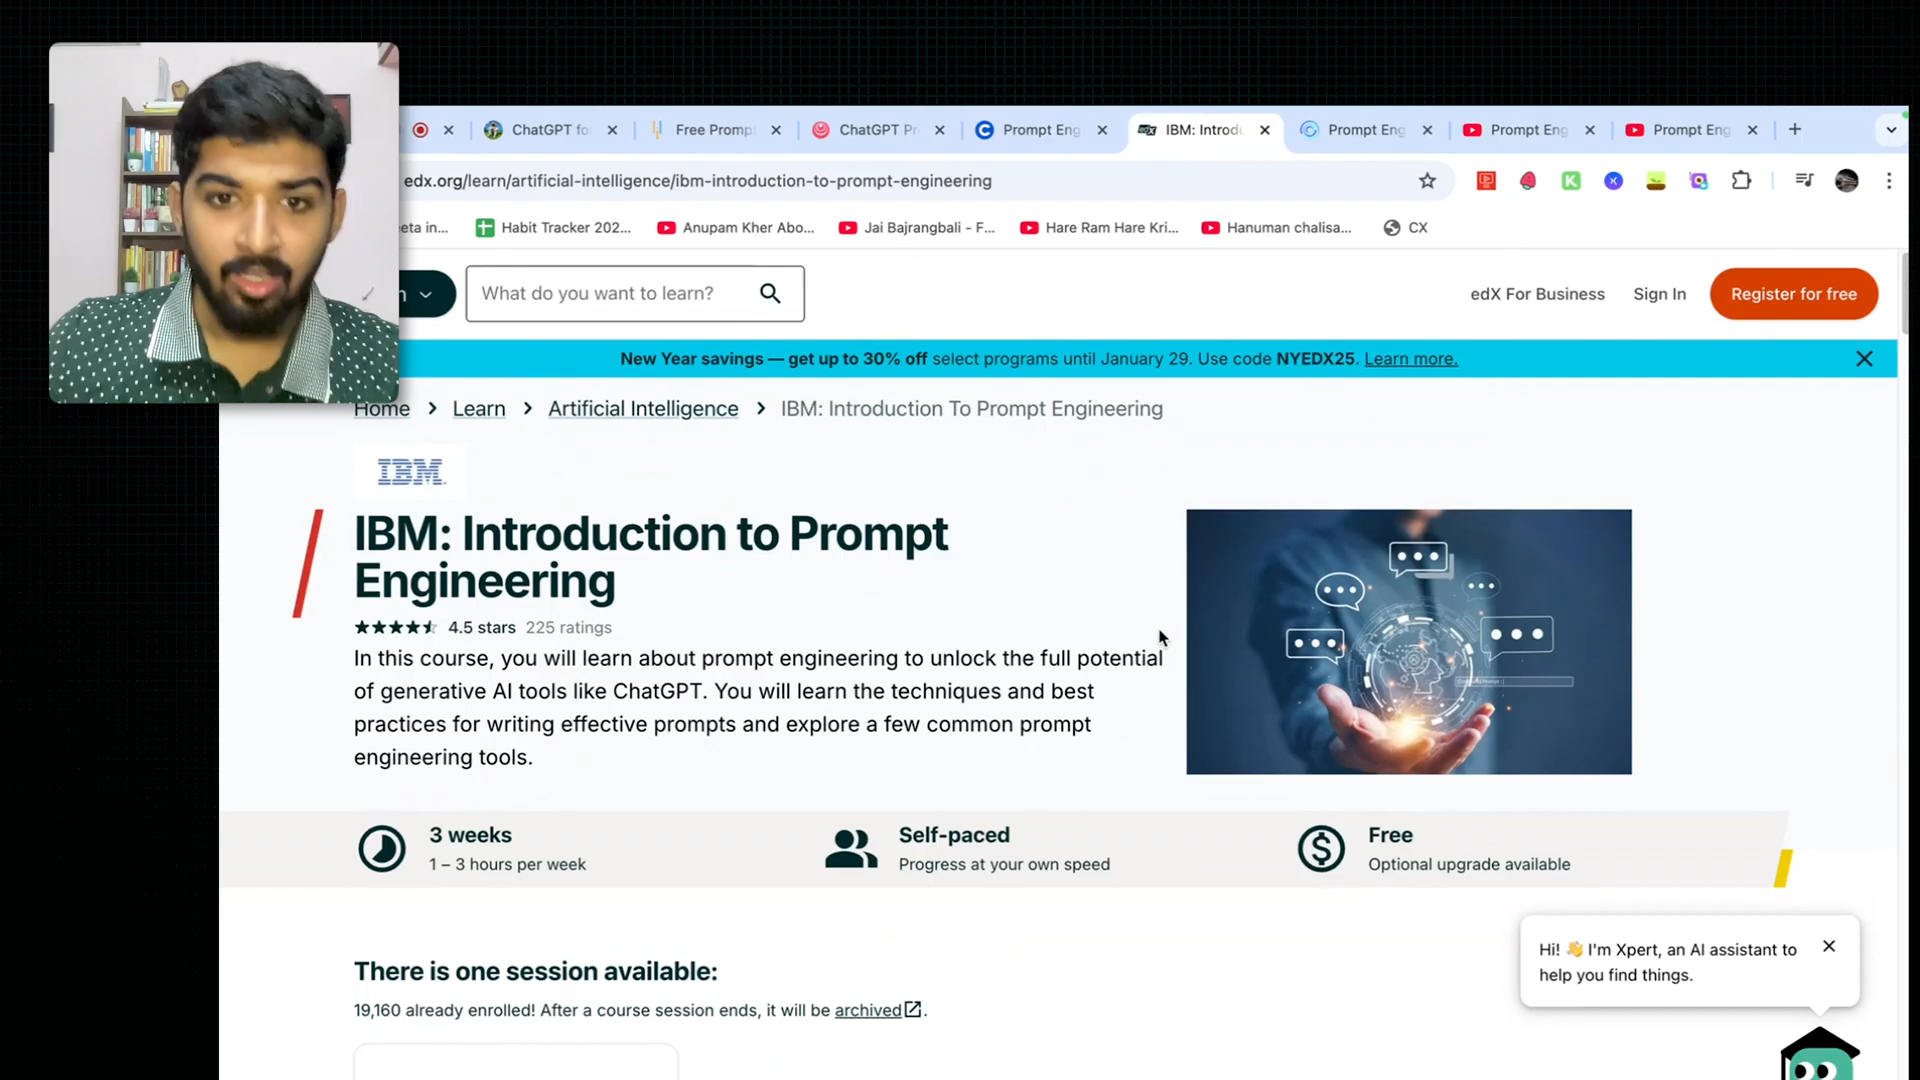 ChatGPT fo
Free Promp
ChatGPT Pr
Prompt Eng
IBM: Introdu
Prompt Eng
Prompt Eng
Prompt Eng
edx.org/learn/artificial-intelligence/ibm-introduction-to-prompt-engineering
eeta in...
Habit Tracker 202...
Anupam Kher Abo...
Jai Bajrangbali - F...
Hare Ram Hare Kri...
Hanuman chalisa...
CX
n
What do you want to learn?
edX For Business
Sign In
Register for free
New Year savings — get up to 30% off select programs until January 29. Use code NYEDX25. Learn more.
Home > Learn > Artificial Intelligence > IBM: Introduction To Prompt Engineering
IBM
IBM: Introduction to Prompt
Engineering
4.5 stars 225 ratings
In this course, you will learn about prompt engineering to unlock the full potential
of generative AI tools like ChatGPT. You will learn the techniques and best
practices for writing effective prompts and explore a few common prompt
engineering tools.
3 weeks
1 – 3 hours per week
Self-paced
Progress at your own speed
Free
Optional upgrade available
There is one session available:
19,160 already enrolled! After a course session ends, it will be archived.
Hi! 👋 I'm Xpert, an AI assistant to
help you find things.